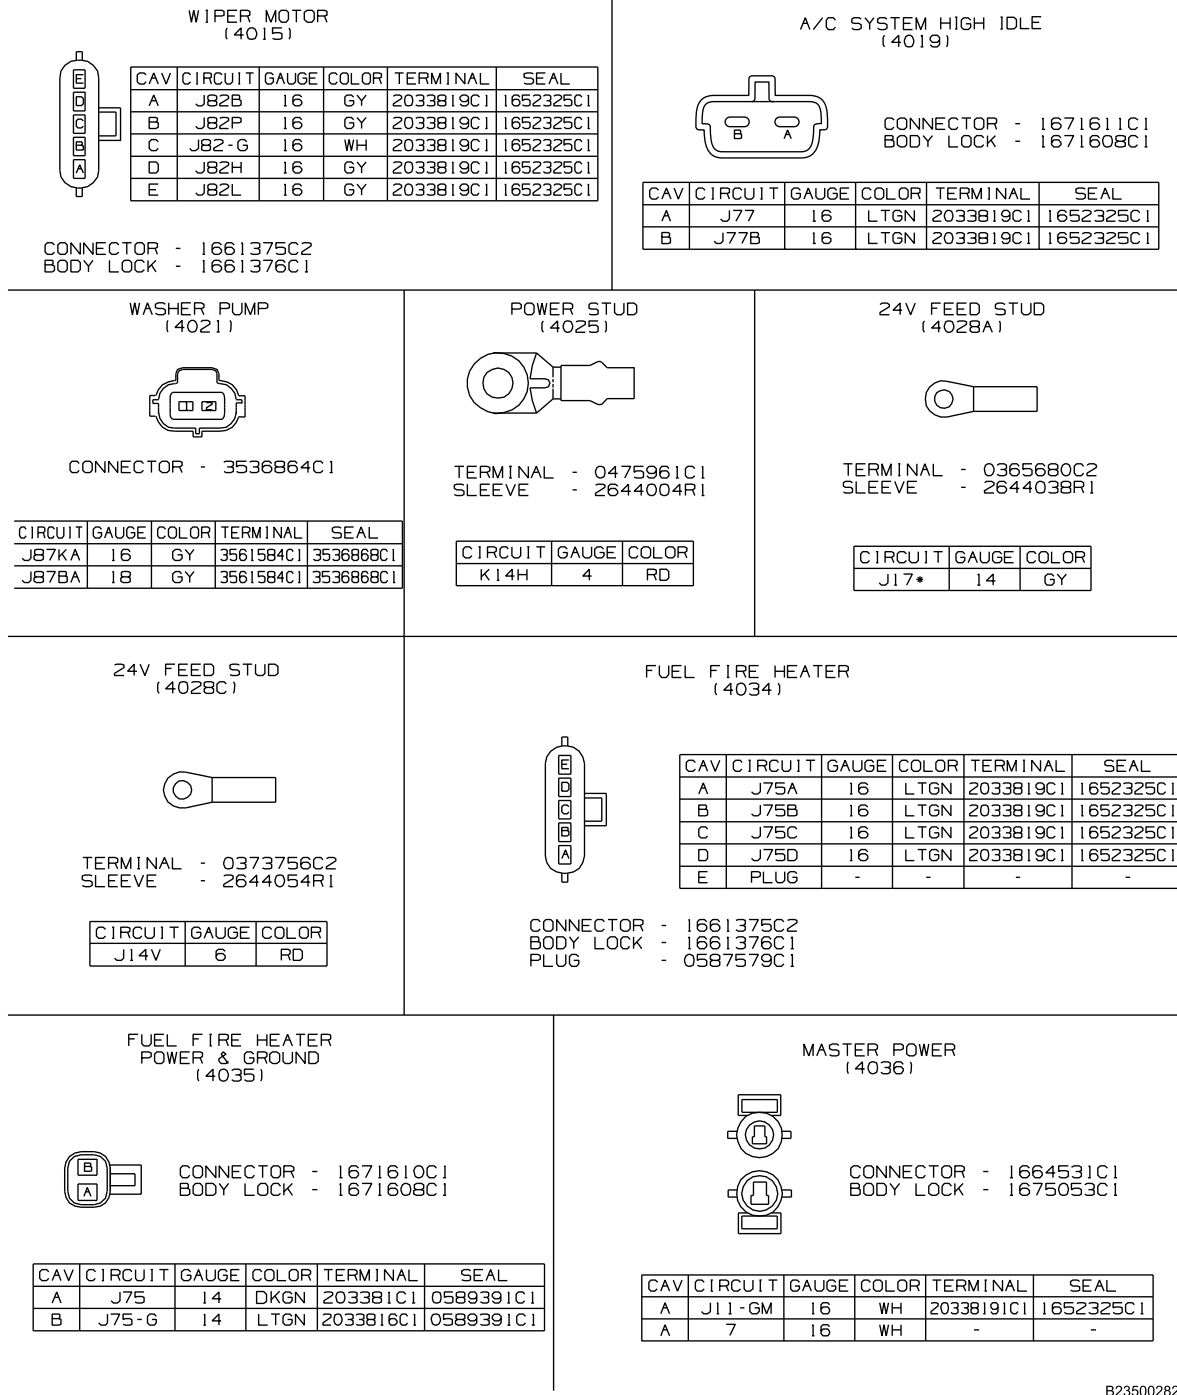 WIPER MOTOR
(4015)
E
D
C
B
A
CAV CIRCUIT GAUGE COLOR TERMINAL SEAL
A J82B 16 GY 2033819C1 1652325C1
B J82P 16 GY 2033819C1 1652325C1
C J82-G 16 WH 2033819C1 1652325C1
D J82H 16 GY 2033819C1 1652325C1
E J82L 16 GY 2033819C1 1652325C1
CONNECTOR - 1661375C2
BODY LOCK - 1661376C1
A/C SYSTEM HIGH IDLE
(4019)
B A
CONNECTOR - 1671611C1
BODY LOCK - 1671608C1
CAV CIRCUIT GAUGE COLOR TERMINAL SEAL
A J77 16 LTGN 2033819C1 1652325C1
B J77B 16 LTGN 2033819C1 1652325C1
WASHER PUMP
(4021)
1 2
CONNECTOR - 3536864C1
CIRCUIT GAUGE COLOR TERMINAL SEAL
J87KA 16 GY 3561584C1 3536868C1
J87BA 18 GY 3561584C1 3536868C1
POWER STUD
(4025)
TERMINAL - 0475961C1
SLEEVE - 2644004R1
CIRCUIT GAUGE COLOR
K14H 4 RD
24V FEED STUD
(4028A)
TERMINAL - 0365680C2
SLEEVE - 2644038R1
CIRCUIT GAUGE COLOR
J17* 14 GY
24V FEED STUD
(4028C)
TERMINAL - 0373756C2
SLEEVE - 2644054R1
CIRCUIT GAUGE COLOR
J14V 6 RD
FUEL FIRE HEATER
(4034)
E
D
C
B
A
CAV CIRCUIT GAUGE COLOR TERMINAL SEAL
A J75A 16 LTGN 2033819C1 1652325C1
B J75B 16 LTGN 2033819C1 1652325C1
C J75C 16 LTGN 2033819C1 1652325C1
D J75D 16 LTGN 2033819C1 1652325C1
E PLUG - - - -
CONNECTOR - 1661375C2
BODY LOCK - 1661376C1
PLUG - 0587579C1
FUEL FIRE HEATER
POWER & GROUND
(4035)
B
A
CONNECTOR - 1671610C1
BODY LOCK - 1671608C1
CAV CIRCUIT GAUGE COLOR TERMINAL SEAL
A J75 14 DKGN 203381C1 0589391C1
B J75-G 14 LTGN 2033816C1 0589391C1
MASTER POWER
(4036)
CONNECTOR - 1664531C1
BODY LOCK - 1675053C1
CAV CIRCUIT GAUGE COLOR TERMINAL SEAL
A J11-GM 16 WH 20338191C1 1652325C1
A 7 16 WH - -
B23500282